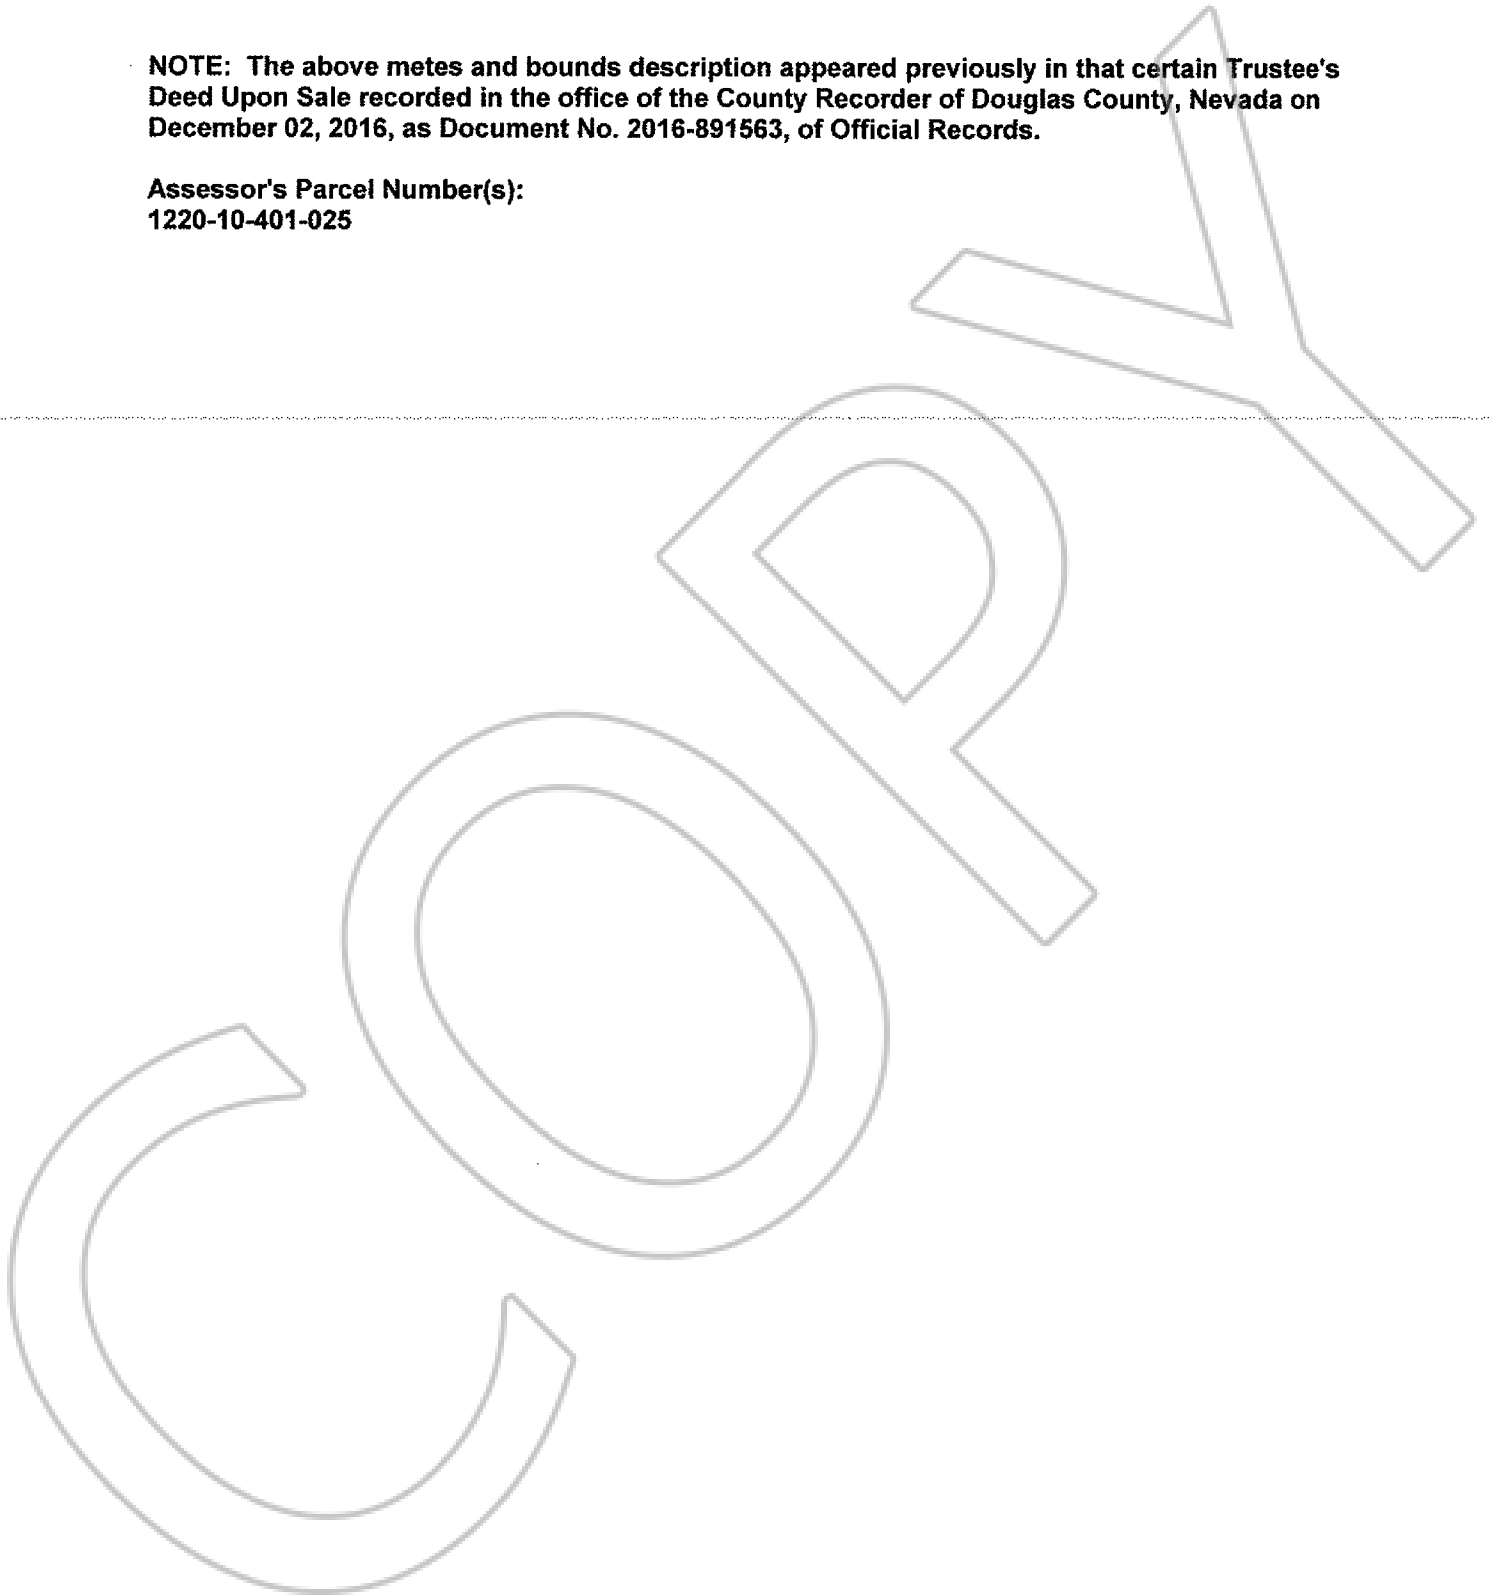 NOTE: The above metes and bounds description appeared previously in that certain Trustee's
Deed Upon Sale recorded in the office of the County Recorder of Douglas County, Nevada on
December 02, 2016, as Document No. 2016-891563, of Official Records.
Assessor's Parcel Number(s):
1220-10-401-025
COPY